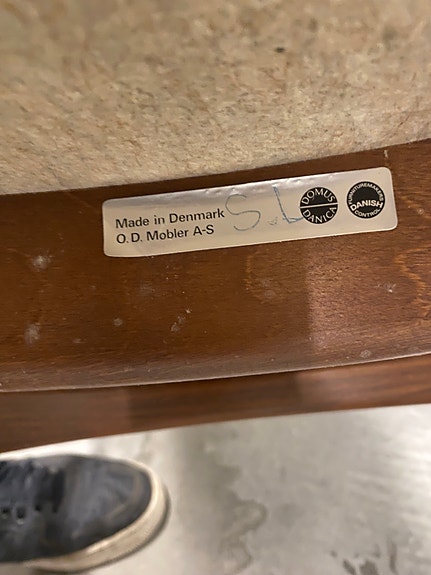 Made in Denmark
O.D. Mobler A-S
S.L
DOMUS
DANICA
FURNITUREMAKERS
DANISH
CONTROL